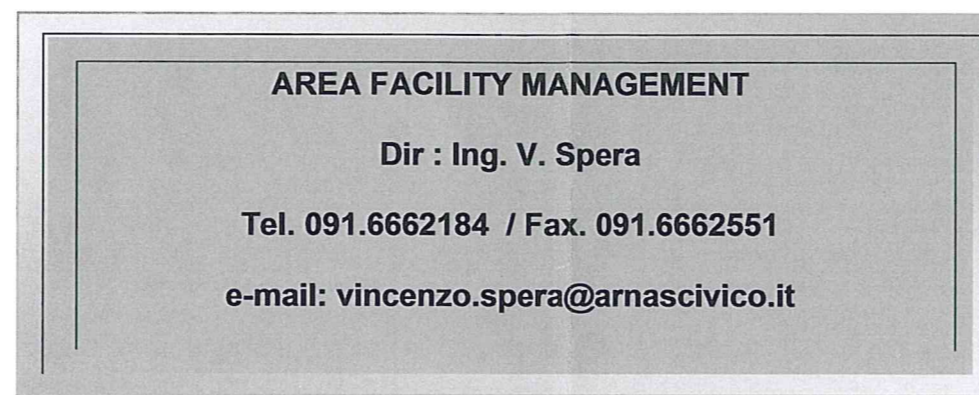 AREA FACILITY MANAGEMENT
Dir : Ing. V. Spera
Tel. 091.6662184 / Fax. 091.6662551
e-mail: vincenzo.spera@arnascivico.it